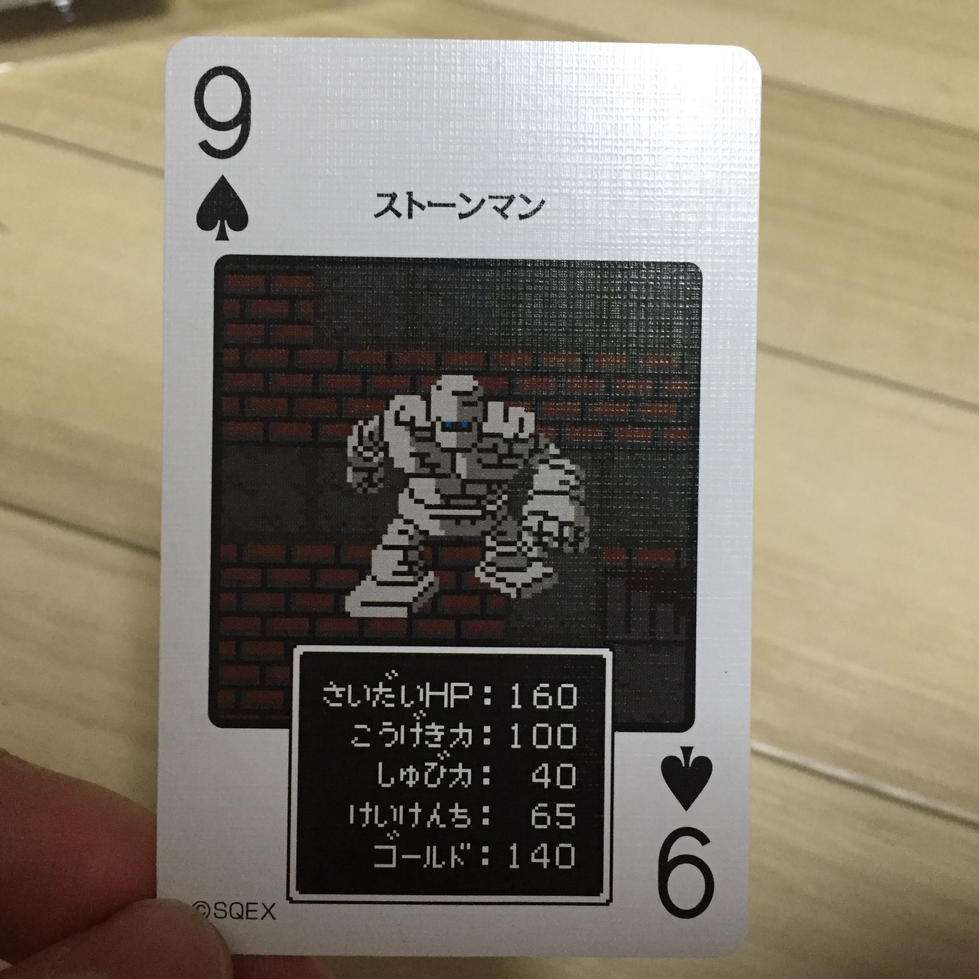 9
ストーンマン
さいだいHP：160
こうげき力：100
しゅび力： 40
けいけんち： 65
ゴールド：140
9
©SQEX